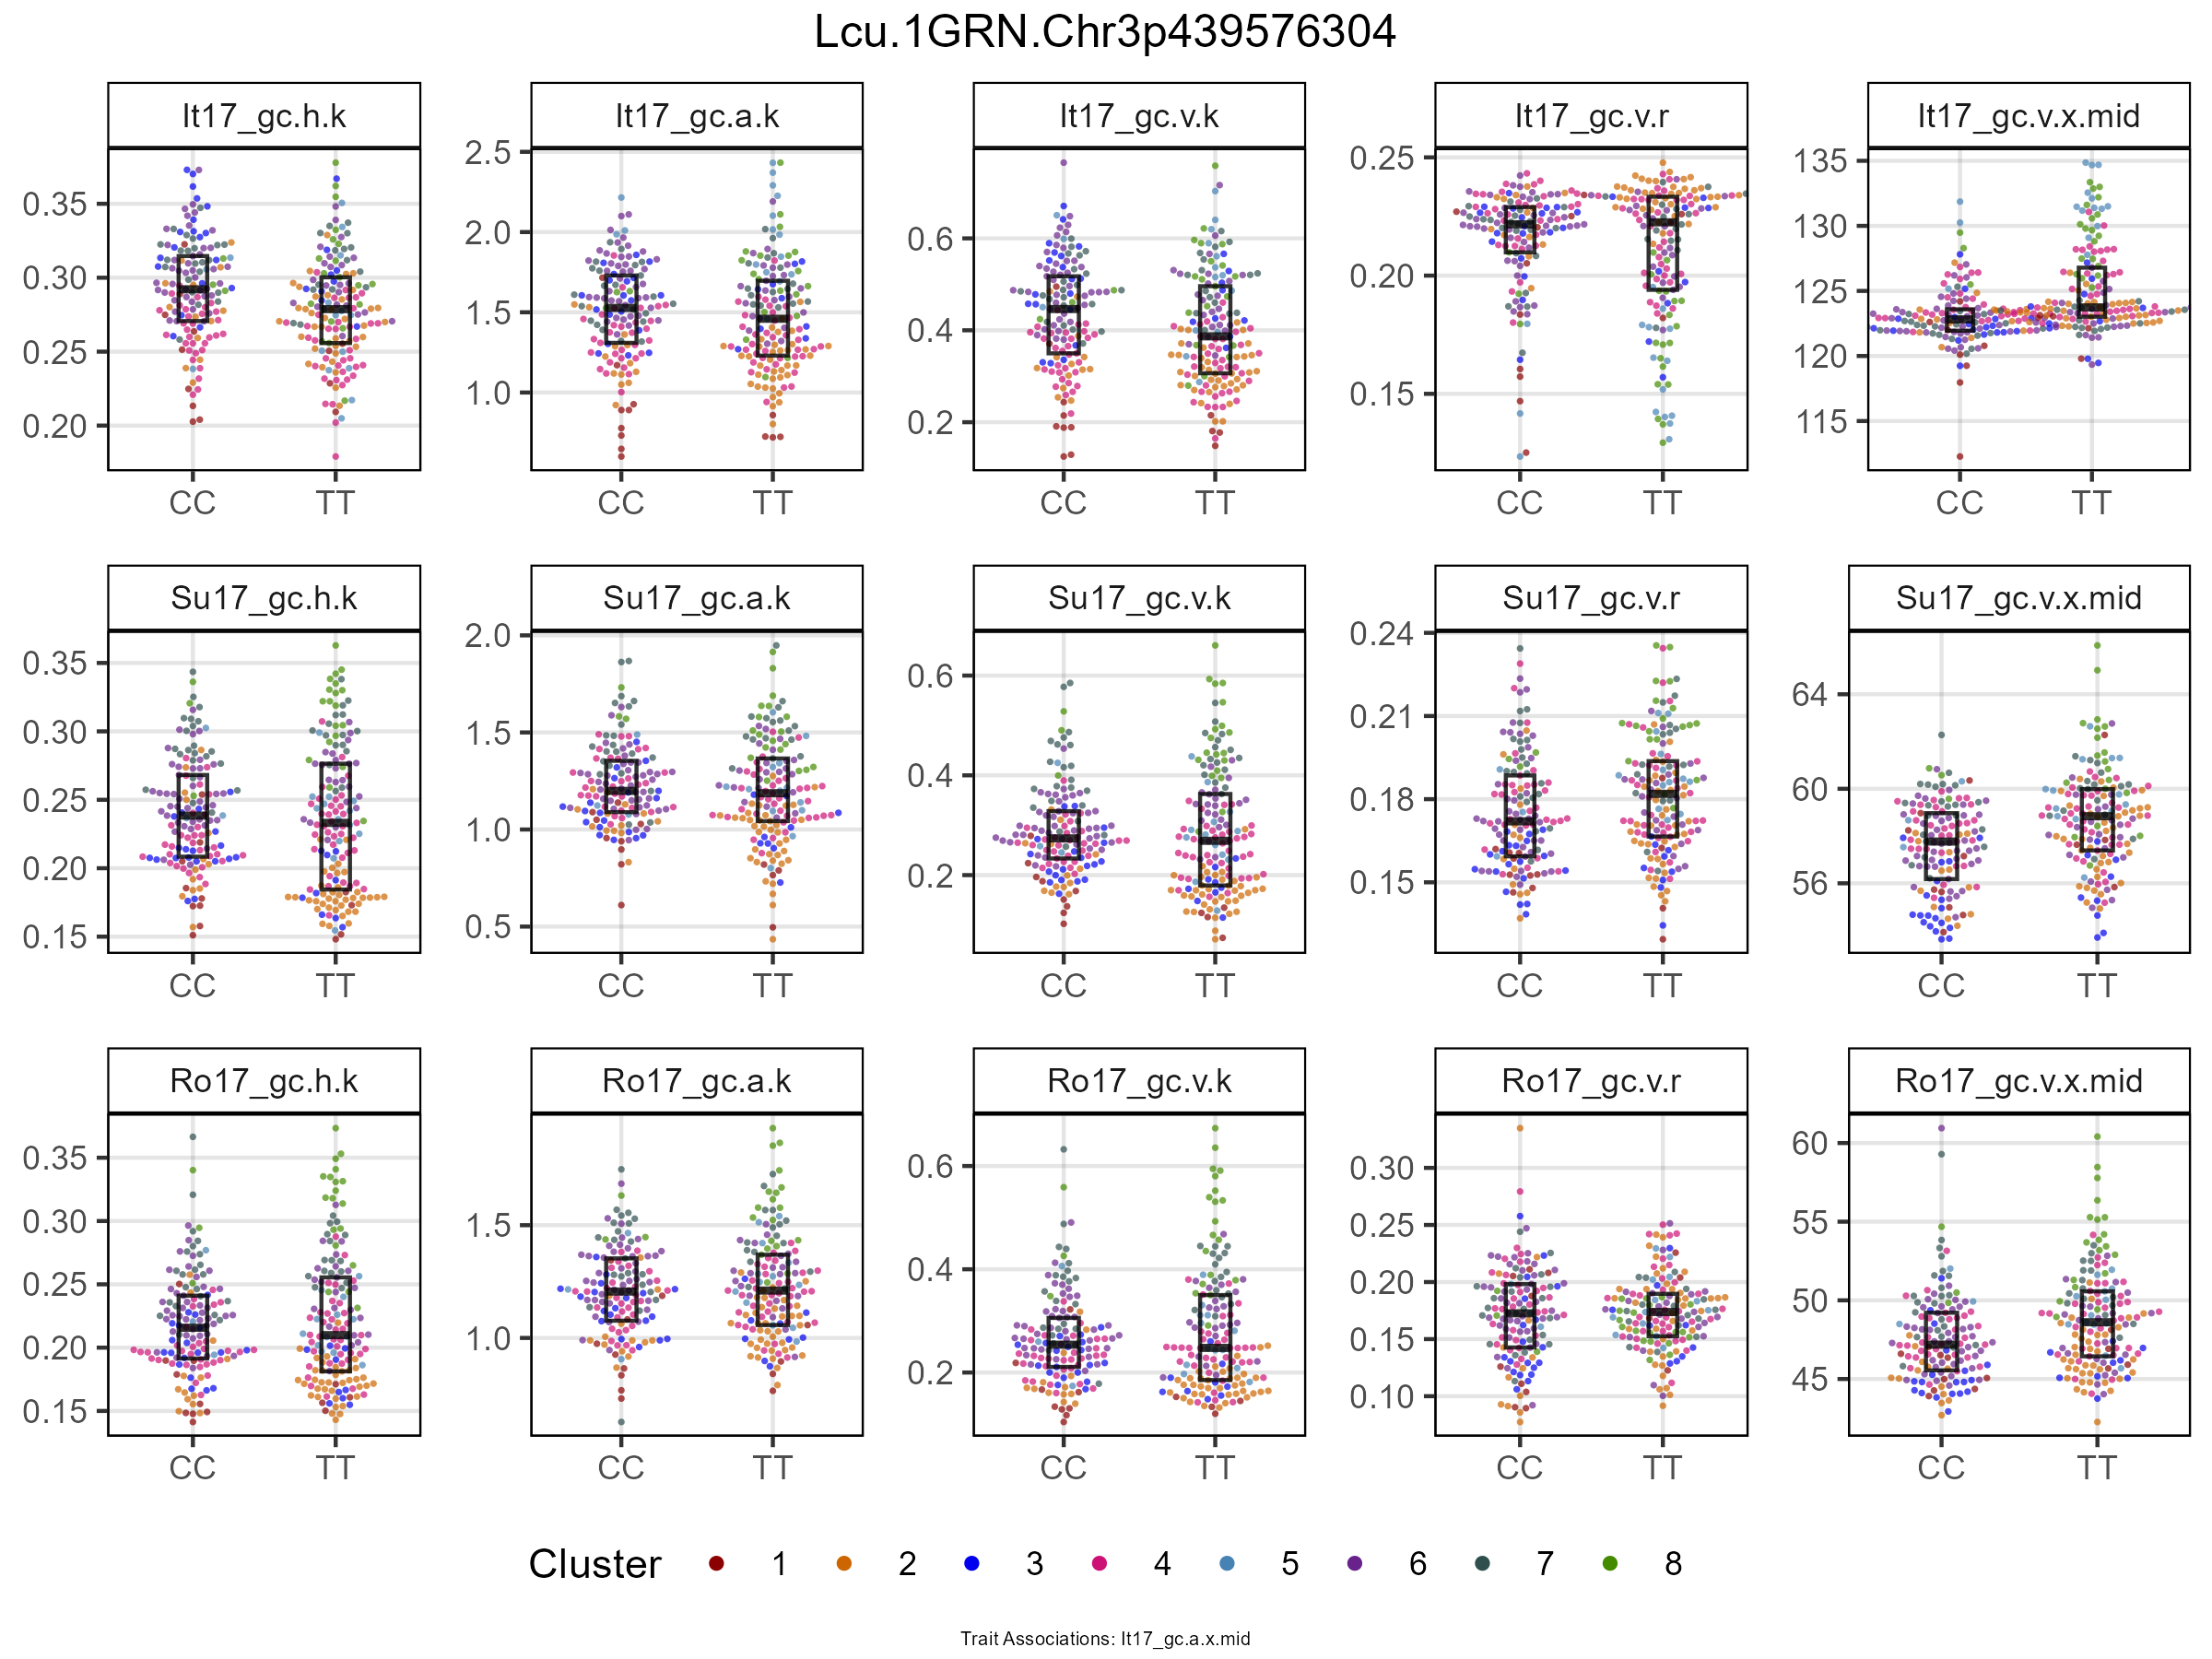 Lcu.1GRN.Chr3p439576304
It17_gc.h.k It17_gc.a.k It17_gc.v.k It17_gc.v.r It17_gc.v.x.mid
0.35 0.30 0.25 0.20
2.5 2.0 1.5 1.0
0.6 0.4 0.2
0.25 0.20 0.15
135 130 125 120 115
CC TT CC TT CC TT CC TT CC TT
Su17_gc.h.k Su17_gc.a.k Su17_gc.v.k Su17_gc.v.r Su17_gc.v.x.mid
0.35 0.30 0.25 0.20 0.15
2.0 1.5 1.0 0.5
0.6 0.4 0.2
0.24 0.21 0.18 0.15
64 60 56
CC TT CC TT CC TT CC TT CC TT
Ro17_gc.h.k Ro17_gc.a.k Ro17_gc.v.k Ro17_gc.v.r Ro17_gc.v.x.mid
0.35 0.30 0.25 0.20 0.15
1.5 1.0
0.6 0.4 0.2
0.30 0.25 0.20 0.15 0.10
60 55 50 45
CC TT CC TT CC TT CC TT CC TT
Cluster 1 2 3 4 5 6 7 8
Trait Associations: It17_gc.a.x.mid